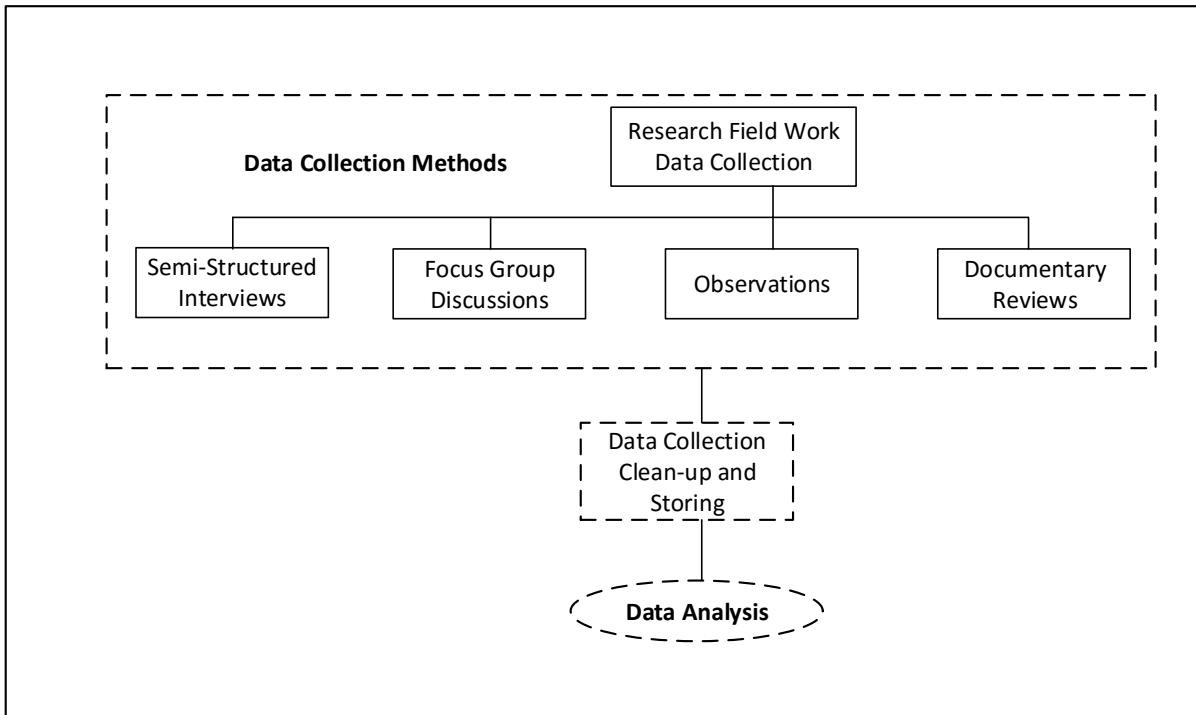 Research Field Work
Data Collection
Data Collection Methods
Semi-Structured
Interviews
Focus Group
Discussions
Observations
Documentary
Reviews
Data Collection
Clean-up and
Storing
Data Analysis